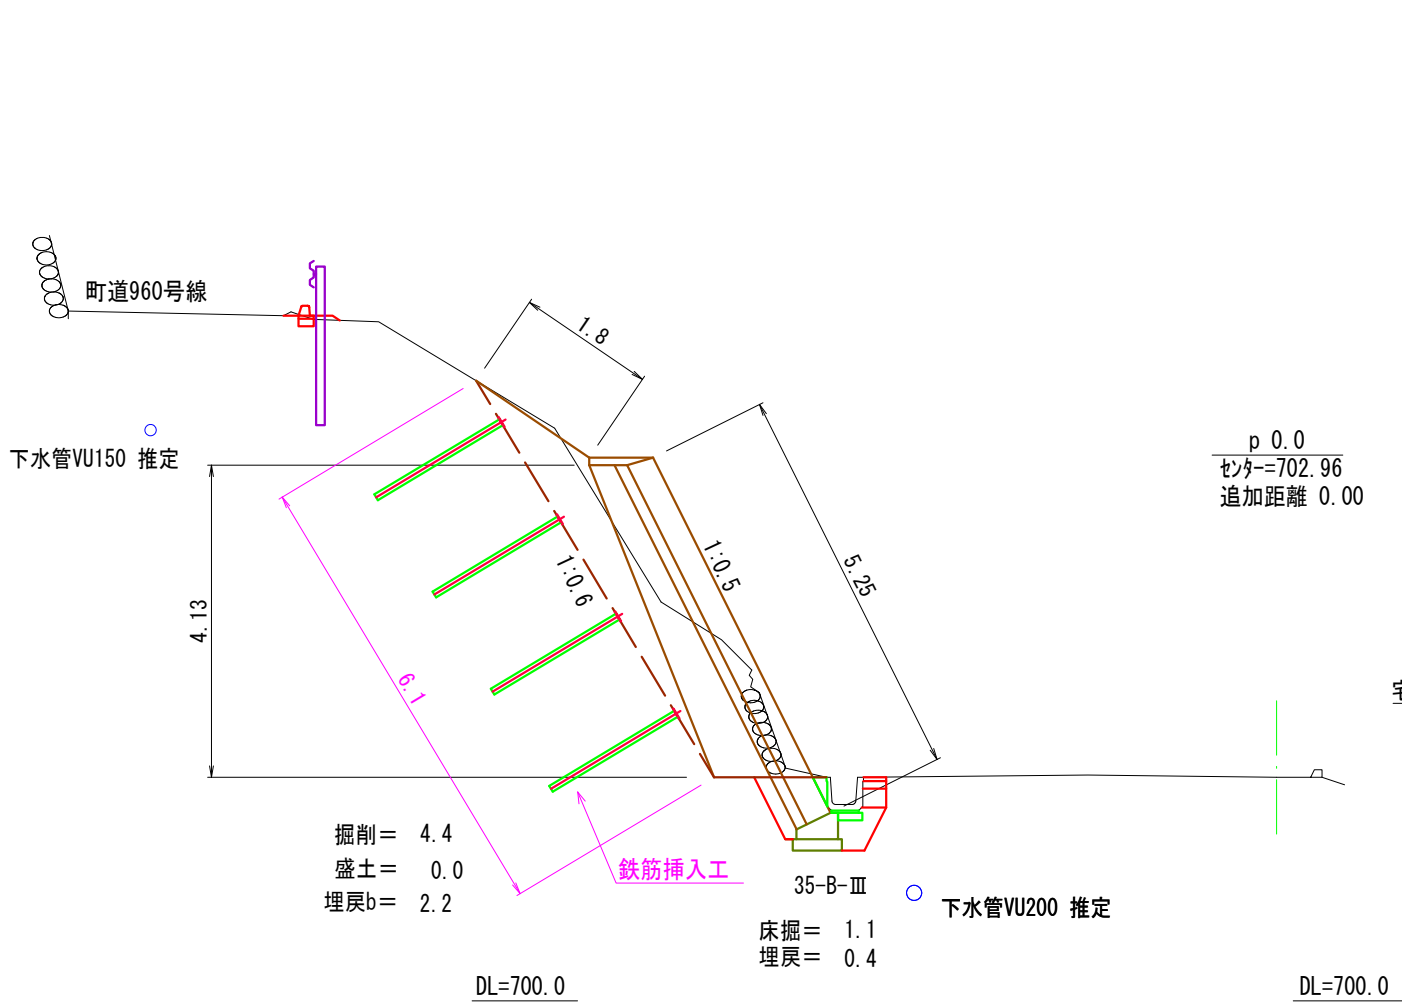 町道960号線
1.8
下水管VU150 推定
p 0.0
センター=702.96
追加距離 0.00
1:0.5
5.25
1:0.6
4.13
6.1
掘削＝ 4.4
盛土＝ 0.0
埋戻b＝ 2.2
鉄筋挿入工
35-B-Ⅲ
下水管VU200 推定
床掘＝ 1.1
埋戻＝ 0.4
DL=700.0
DL=700.0